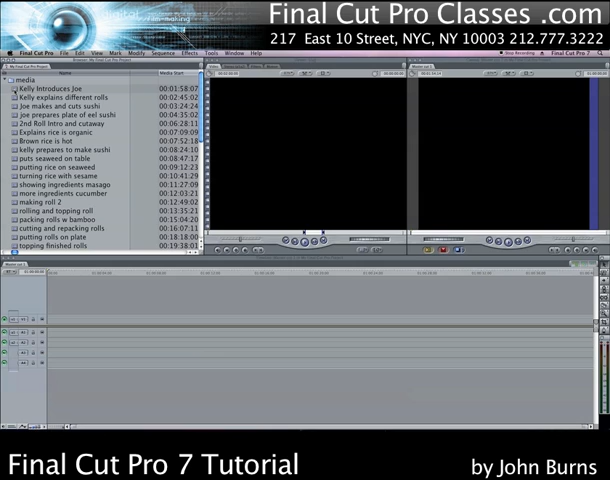 Final Cut Pro Classes .com
film-making
217 East 10 Street, NYC, NY 10003 212.777.3222
Final Cut Pro File Edit View Mark Modify Sequence Effects Tools Window Help Stop Recording Final Cut Pro 7
Name Media Start
media
Kelly Introduces Joe 00:01:58:07
Kelly explains different rolls 00:02:45:02
Joe makes and cuts sushi 00:03:24:24
joe prepares plate of eel sushi 00:04:35:02
2nd Roll Intro and cutaway 00:06:28:11
Explains rice is organic 00:07:09:09
Brown rice is hot 00:07:52:18
kelly prepares to make sushi 00:08:24:10
puts seaweed on table 00:08:47:17
putting rice on seaweed 00:09:12:23
turning rice with sesame 00:10:41:29
showing ingredients masago 00:11:27:09
more ingredients cucumber 00:12:03:21
making roll 2 00:12:49:02
rolling and topping roll 00:13:35:21
packing rolls w bamboo 00:15:04:20
cutting and repacking rolls 00:16:07:11
putting rolls on plate 00:18:18:00
topping finished rolls 00:19:38:01
Final Cut Pro 7 Tutorial
by John Burns